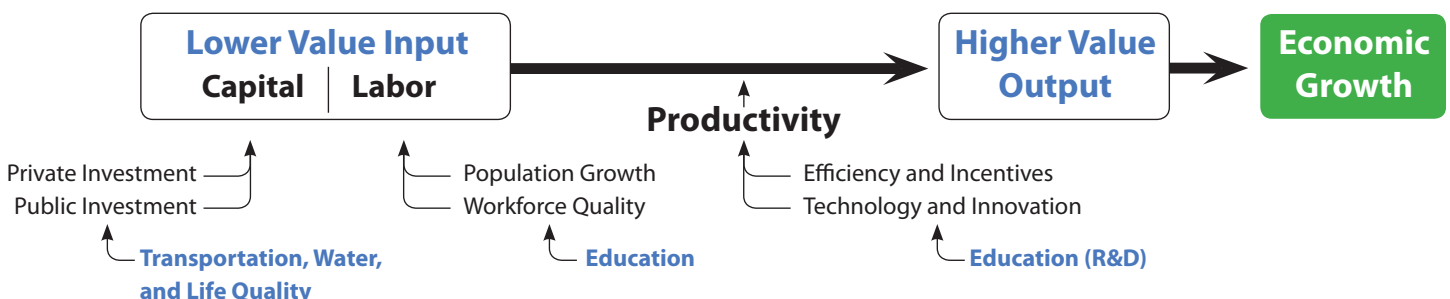 Lower Value Input
Capital Labor
Higher Value
Output
Economic
Growth
Productivity
Private Investment
Public Investment
Population Growth
Workforce Quality
Efficiency and Incentives
Technology and Innovation
Transportation, Water,
and Life Quality
Education
Education (R&D)